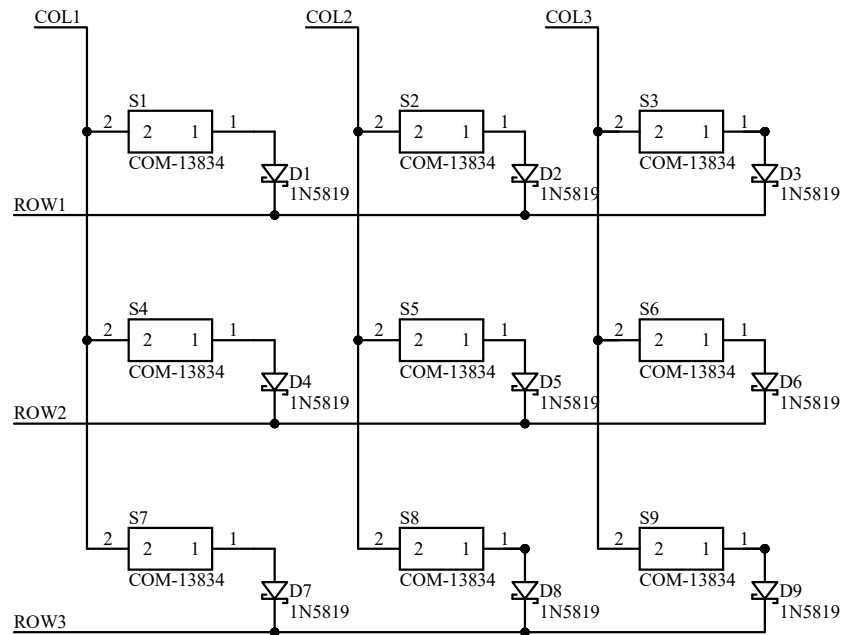 COL1 COL2 COL3
S1 S2 S3
2 2 1 1 2 2 1 1 2 2 1 1
COM-13834 COM-13834 COM-13834
D1 D2 D3
1N5819 1N5819 1N5819
ROW1
S4 S5 S6
2 2 1 1 2 2 1 1 2 2 1 1
COM-13834 COM-13834 COM-13834
D4 D5 D6
1N5819 1N5819 1N5819
ROW2
S7 S8 S9
2 2 1 1 2 2 1 1 2 2 1 1
COM-13834 COM-13834 COM-13834
D7 D8 D9
1N5819 1N5819 1N5819
ROW3